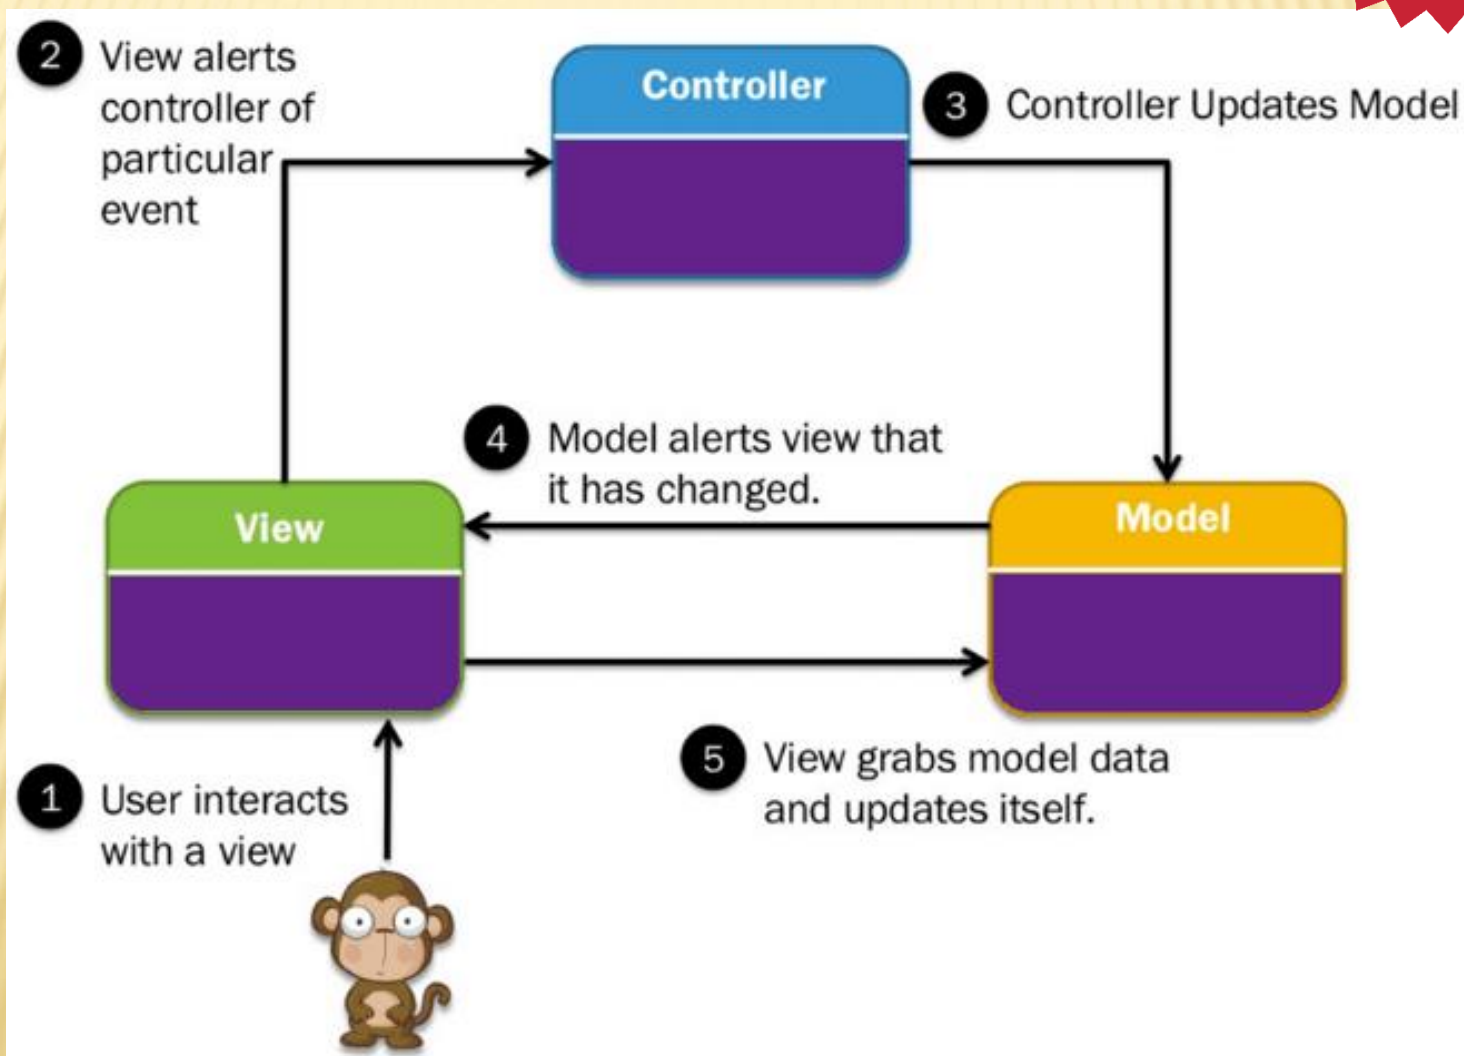 2 View alerts
controller of
particular
event
Controller
3 Controller Updates Model
4 Model alerts view that
it has changed.
View
Model
5 View grabs model data
and updates itself.
1 User interacts
with a view